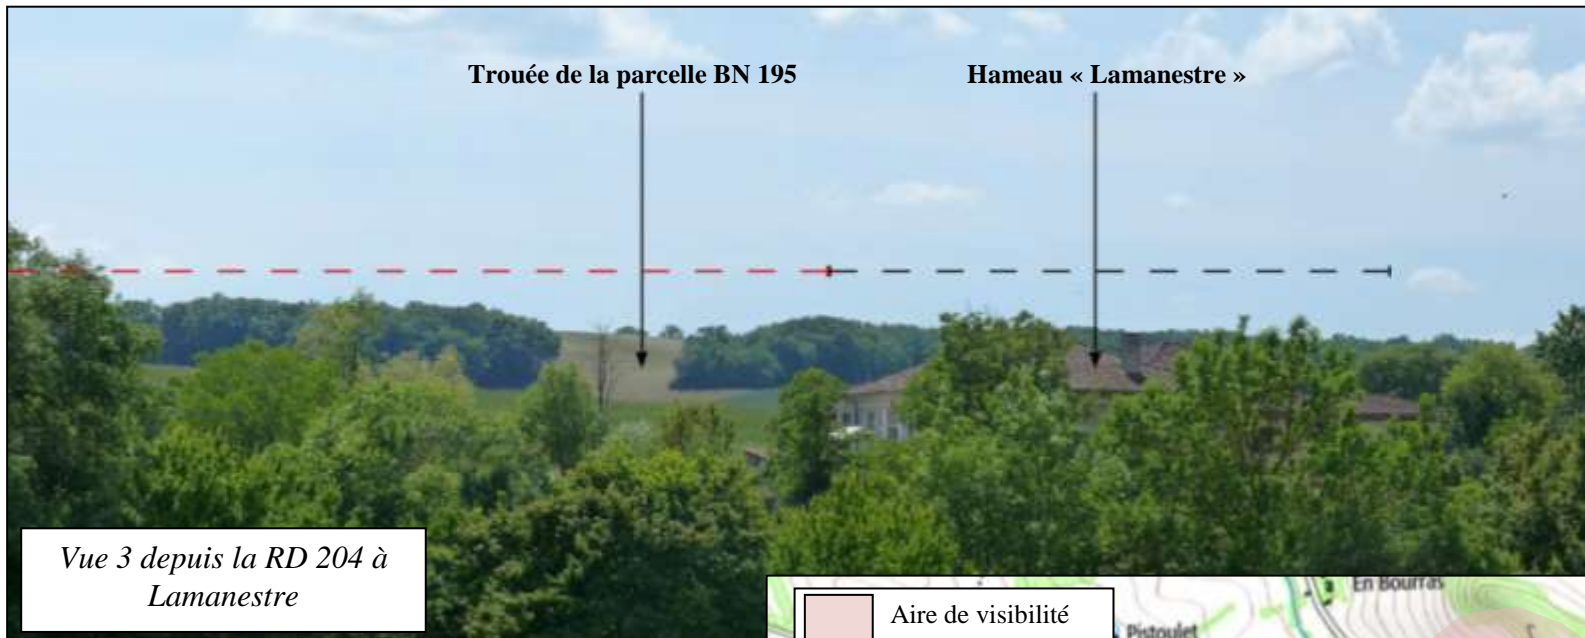 Trouée de la parcelle BN 195
Hameau « Lamanestre »
Vue 3 depuis la RD 204 à
Lamanestre
Aire de visibilité
En Bourras
Pistoulet